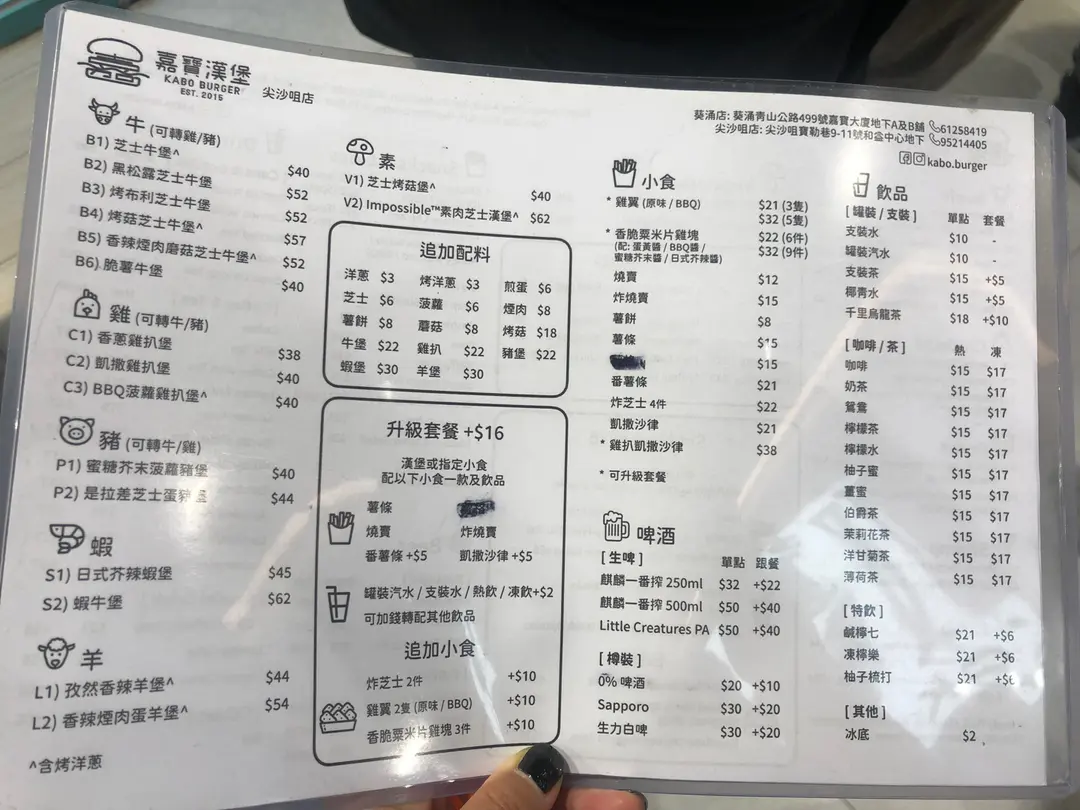 嘉寶漢堡
KABO BURGER
EST. 2015
尖沙咀店
葵涌店: 葵涌青山公路499號嘉寶大廈地下A及B舖 61258419
尖沙咀店: 尖沙咀寶勒巷9-11號和益中心地下 95214405
kabo.burger
牛 (可轉雞/豬)
B1) 芝士牛堡^ $40
B2) 黑松露芝士牛堡 $52
B3) 烤布利芝士牛堡 $52
B4) 烤菇芝士牛堡^ $57
B5) 香辣煙肉磨菇芝士牛堡^ $52
B6) 脆薯牛堡 $40
雞 (可轉牛/豬)
C1) 香蔥雞扒堡 $38
C2) 凱撒雞扒堡 $40
C3) BBQ菠蘿雞扒堡^ $40
豬 (可轉牛/雞)
P1) 蜜糖芥末菠蘿豬堡 $40
P2) 是拉差芝士蛋豬堡 $44
蝦
S1) 日式芥辣蝦堡 $45
S2) 蝦牛堡 $62
羊
L1) 孜然香辣羊堡^ $44
L2) 香辣煙肉蛋羊堡^ $54
^含烤洋蔥
素
V1) 芝士烤菇堡^ $40
V2) Impossible™素肉芝士漢堡^ $62
追加配料
洋蔥 $3 烤洋蔥 $3 煎蛋 $6
芝士 $6 菠蘿 $6 煙肉 $8
薯餅 $8 蘑菇 $8 烤菇 $18
牛堡 $22 雞扒 $22 豬堡 $22
蝦堡 $30 羊堡 $30
升級套餐 +$16
漢堡或指定小食
配以下小食一款及飲品
薯條
燒賣 炸燒賣
番薯條 +$5 凱撒沙律 +$5
罐裝汽水 / 支裝水 / 熱飲 / 凍飲+$2
可加錢轉配其他飲品
追加小食
炸芝士 2件 +$10
雞翼 2隻 (原味 / BBQ) +$10
香脆粟米片雞塊 3件 +$10
小食
* 雞翼 (原味 / BBQ) $21 (3隻)
$32 (5隻)
* 香脆粟米片雞塊 $22 (6件)
(配: 蛋黃醬 / BBQ醬 / $32 (9件)
蜜糖芥末醬 / 日式芥辣醬)
燒賣 $12
炸燒賣 $15
薯餅 $8
薯條 $15
$15
番薯條 $21
炸芝士 4件 $22
凱撒沙律 $21
* 雞扒凱撒沙律 $38
* 可升級套餐
啤酒
[ 生啤 ] 單點 跟餐
麒麟一番搾 250ml $32 +$22
麒麟一番搾 500ml $50 +$40
Little Creatures PA $50 +$40
[ 樽裝 ]
0% 啤酒 $20 +$10
Sapporo $30 +$20
生力白啤 $30 +$20
飲品
[ 罐裝 / 支裝 ] 單點 套餐
支裝水 $10 -
罐裝汽水 $10 -
支裝茶 $15 +$5
椰青水 $15 +$5
千里烏龍茶 $18 +$10
[ 咖啡 / 茶 ] 熱 凍
咖啡 $15 $17
奶茶 $15 $17
鴛鴦 $15 $17
檸檬茶 $15 $17
檸檬水 $15 $17
柚子蜜 $15 $17
薑蜜 $15 $17
伯爵茶 $15 $17
茉莉花茶 $15 $17
洋甘菊茶 $15 $17
薄荷茶 $15 $17
[ 特飲 ]
鹹檸七 $21 +$6
凍檸樂 $21 +$6
柚子梳打 $21 +$6
[ 其他 ]
冰底 $2